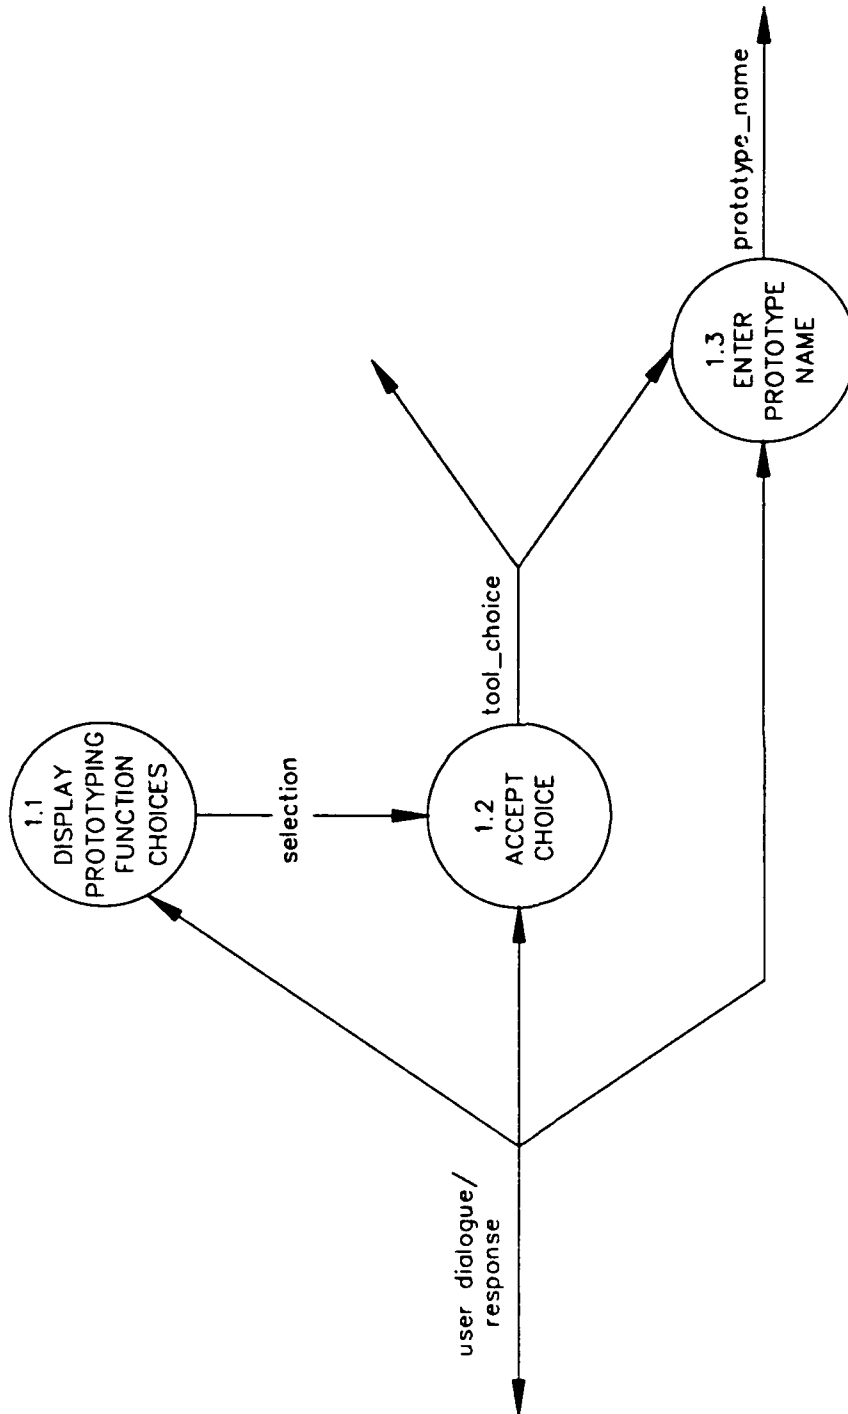 1.1
DISPLAY
PROTOTYPING
FUNCTION
CHOICES
selection
user dialogue/
response
1.2
ACCEPT
CHOICE
tool_choice
1.3
ENTER
PROTOTYPE
NAME
prototype_name